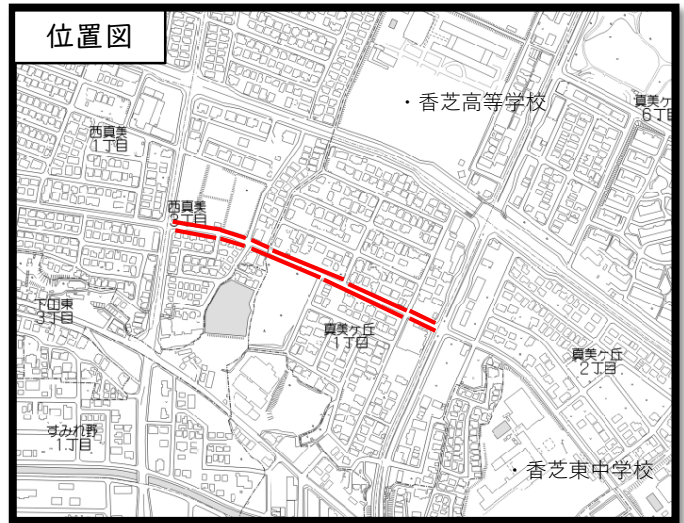 位置図
・香芝高等学校
真美ヶ
6丁目
西真美
1丁目
西真美
3丁目
下田東
3丁目
真美ヶ丘
1丁目
真美ヶ丘
2丁目
すみれ野
1丁目
・香芝東中学校